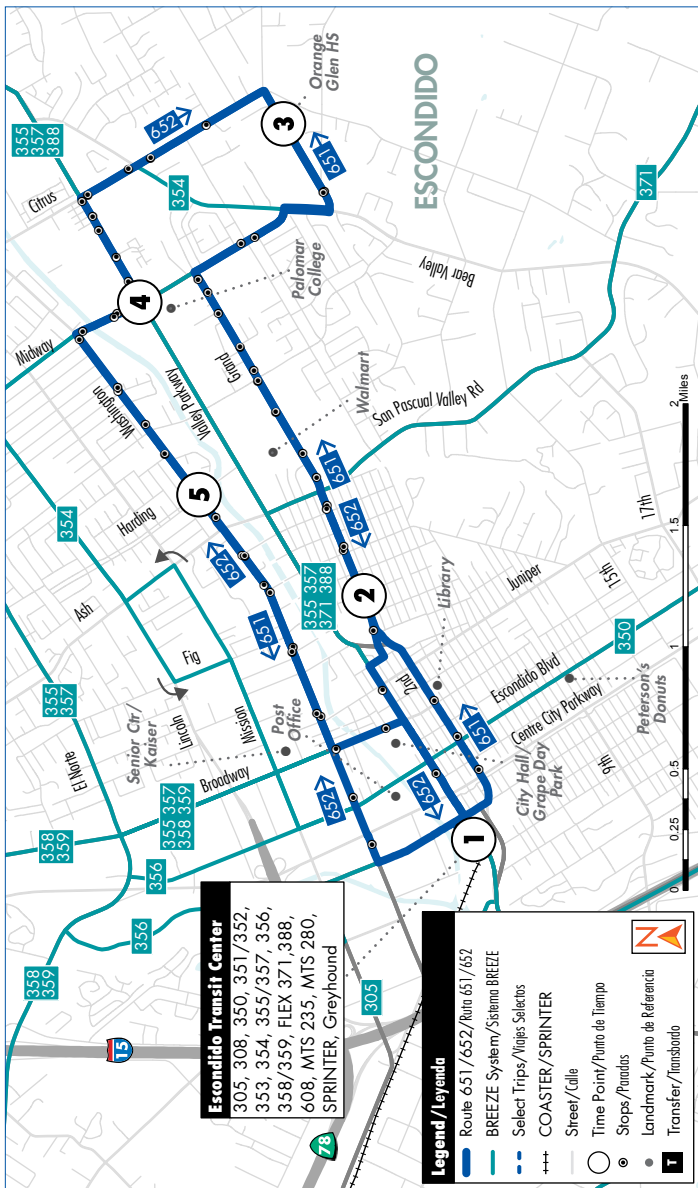 Escondido Transit Center
305, 308, 350, 351/352,
353, 354, 355/357, 356,
358/359, FLEX 371,388,
608, MTS 235, MTS 280,
SPRINTER, Greyhound
Legend/Leyenda
Route 651/652/Ruta 651/652
BREEZE System/Sistema BREEZE
Select Trips/Viajes Selectos
COASTER/SPRINTER
Street/Calle
Time Point/Punto de Tiempo
Stops/Paradas
Landmark/Punto de Referencia
T Transfer/Transbordo
N
78
15
358
359
356
356
305
358
359
355 357
358 359
355
357
354
El Norte
Broadway
Lincoln
Mission
Fig
Ash
Harding
Washington
Midway
Citrus
Valley Parkway
Grand
2nd
Senior Ctr/
Kaiser
Post
Office
City Hall/
Grape Day
Park
Library
Walmart
Palomar
College
Orange
Glen HS
Peterson's
Donuts
Centre City Parkway
Escondido Blvd
Juniper
9th
15th
17th
San Pascual Valley Rd
Bear Valley
ESCONDIDO
355
357
388
354
355 357
371 388
350
371
652
651
652
652
651
652
651
652
651
1
2
3
4
5
0
0.25
0.5
1
1.5
2
Miles